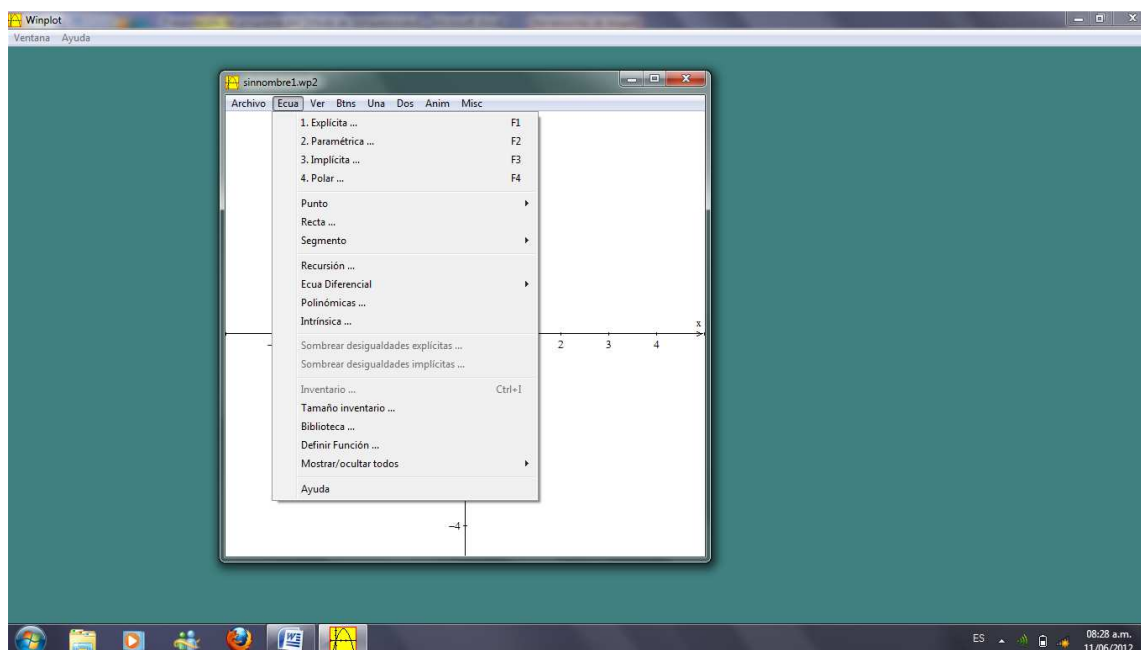 Winplot
Ventana Ayuda
sinnombre1.wp2
Archivo Ecua Ver Btns Una Dos Anim Misc
1. Explícita ... F1
2. Paramétrica ... F2
3. Implícita ... F3
4. Polar ... F4
Punto
Recta ...
Segmento
Recursión ...
Ecua Diferencial
Polinómicas ...
Intrínsica ...
x
Sombrear desigualdades explícitas ... 2 3 4
Sombrear desigualdades implícitas ...
Inventario ... Ctrl+I
Tamaño inventario ...
Biblioteca ...
Definir Función ...
Mostrar/ocultar todos
Ayuda
–4
ES 08:28 a.m.
11/06/2012